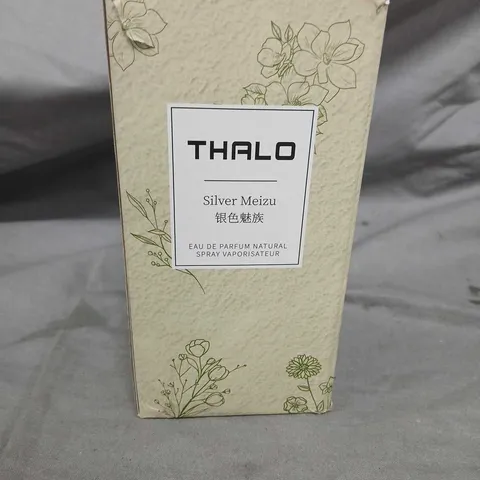 THALO
Silver Meizu
银色魅族
EAU DE PARFUM NATURAL
SPRAY VAPORISATEUR